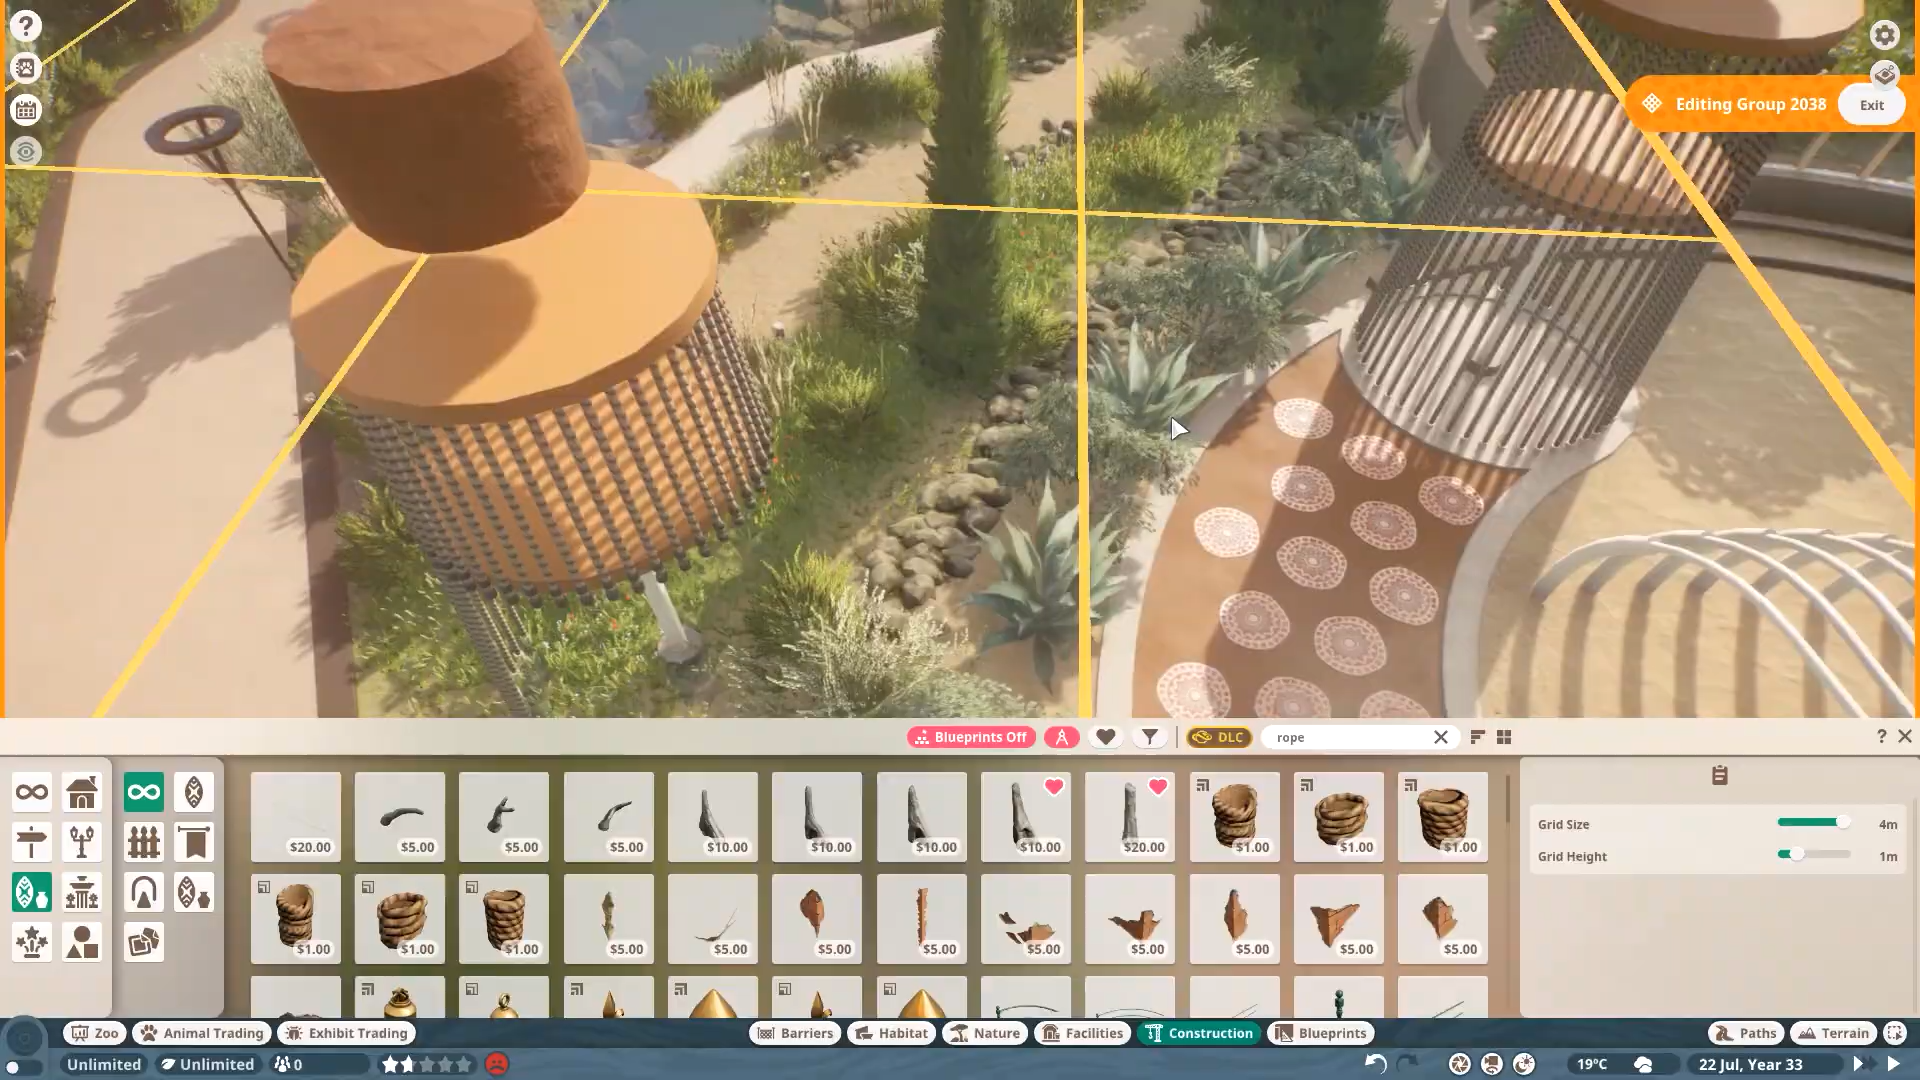 ?
Editing Group 2038
Exit
Blueprints Off
DLC
rope
?
$20.00
$5.00
$5.00
$5.00
$10.00
$10.00
$10.00
$10.00
$20.00
$1.00
$1.00
$1.00
$1.00
$1.00
$1.00
$5.00
$5.00
$5.00
$5.00
$5.00
$5.00
$5.00
$5.00
$5.00
Grid Size
4m
Grid Height
1m
Zoo
Animal Trading
Exhibit Trading
Barriers
Habitat
Nature
Facilities
Construction
Blueprints
Paths
Terrain
Unlimited
Unlimited
0
19°C
22 Jul, Year 33